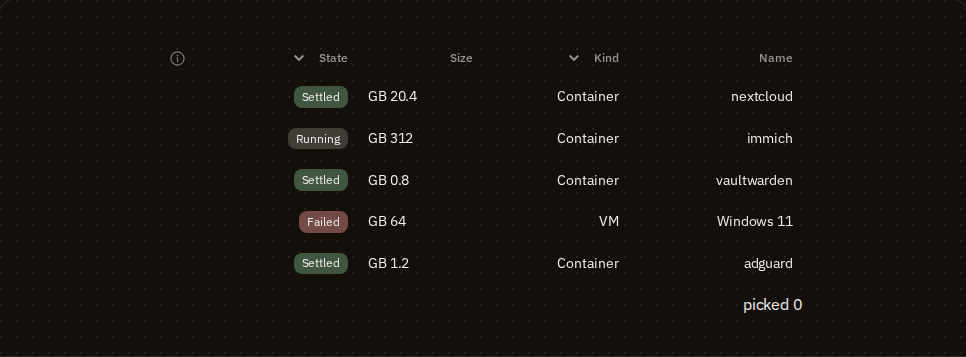 State Size Kind Name
Settled GB 20.4 Container nextcloud
Running GB 312 Container immich
Settled GB 0.8 Container vaultwarden
Failed GB 64 VM Windows 11
Settled GB 1.2 Container adguard
picked 0